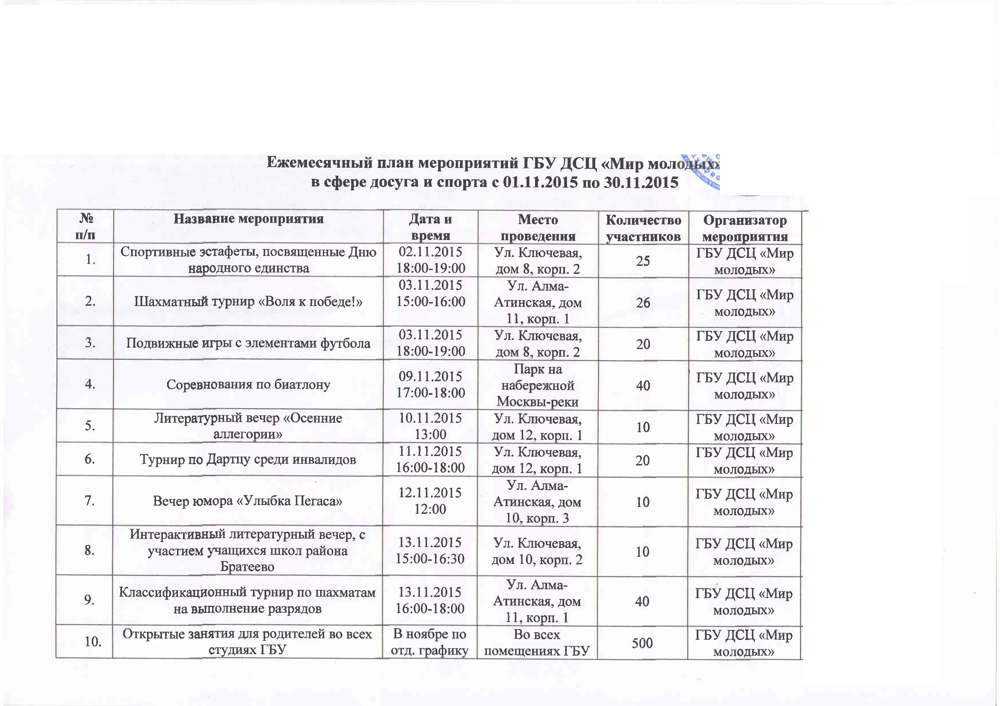 Ежемесячный план мероприятий ГБУ ДСЦ «Мир молодых»
в сфере досуга и спорта с 01.11.2015 по 30.11.2015
№
п/п
Название мероприятия
Дата и
время
Место
проведения
Количество
участников
Организатор
мероприятия
1.
Спортивные эстафеты, посвященные Дню
народного единства
02.11.2015
18:00-19:00
Ул. Ключевая,
дом 8, корп. 2
25
ГБУ ДСЦ «Мир
молодых»
2.
Шахматный турнир «Воля к победе!»
03.11.2015
15:00-16:00
Ул. Алма-
Атинская, дом
11, корп. 1
26
ГБУ ДСЦ «Мир
молодых»
3.
Подвижные игры с элементами футбола
03.11.2015
18:00-19:00
Ул. Ключевая,
дом 8, корп. 2
20
ГБУ ДСЦ «Мир
молодых»
4.
Соревнования по биатлону
09.11.2015
17:00-18:00
Парк на
набережной
Москвы-реки
40
ГБУ ДСЦ «Мир
молодых»
5.
Литературный вечер «Осенние
аллегории»
10.11.2015
13:00
Ул. Ключевая,
дом 12, корп. 1
10
ГБУ ДСЦ «Мир
молодых»
6.
Турнир по Дартцу среди инвалидов
11.11.2015
16:00-18:00
Ул. Ключевая,
дом 12, корп. 1
20
ГБУ ДСЦ «Мир
молодых»
7.
Вечер юмора «Улыбка Пегаса»
12.11.2015
12:00
Ул. Алма-
Атинская, дом
10, корп. 3
10
ГБУ ДСЦ «Мир
молодых»
8.
Интерактивный литературный вечер, с
участием учащихся школ района
Братеево
13.11.2015
15:00-16:30
Ул. Ключевая,
дом 10, корп. 2
10
ГБУ ДСЦ «Мир
молодых»
9.
Классификационный турнир по шахматам
на выполнение разрядов
13.11.2015
16:00-18:00
Ул. Алма-
Атинская, дом
11, корп. 1
40
ГБУ ДСЦ «Мир
молодых»
10.
Открытые занятия для родителей во всех
студиях ГБУ
В ноябре по
отд. графику
Во всех
помещениях ГБУ
500
ГБУ ДСЦ «Мир
молодых»